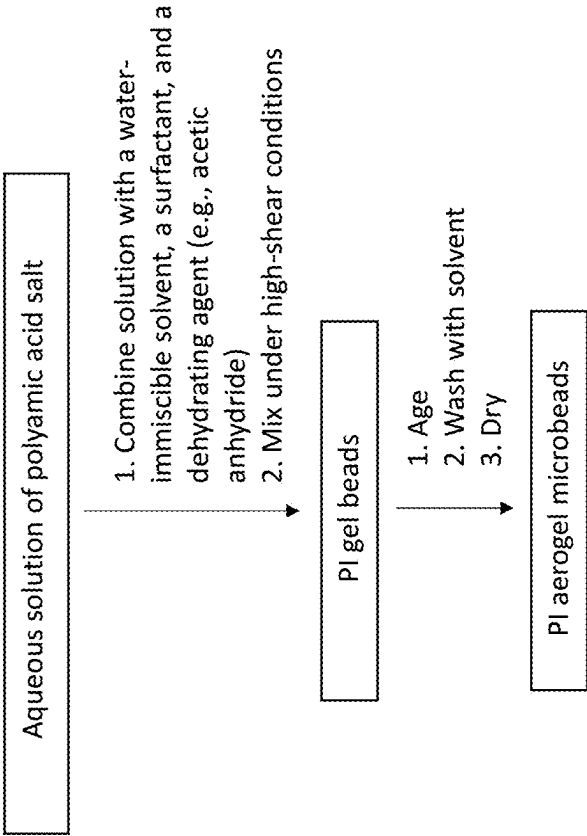 Aqueous solution of polyamic acid salt
1. Combine solution with a water-
immiscible solvent, a surfactant, and a
dehydrating agent (e.g., acetic
anhydride)
2. Mix under high-shear conditions
PI gel beads
1. Age
2. Wash with solvent
3. Dry
PI aerogel microbeads